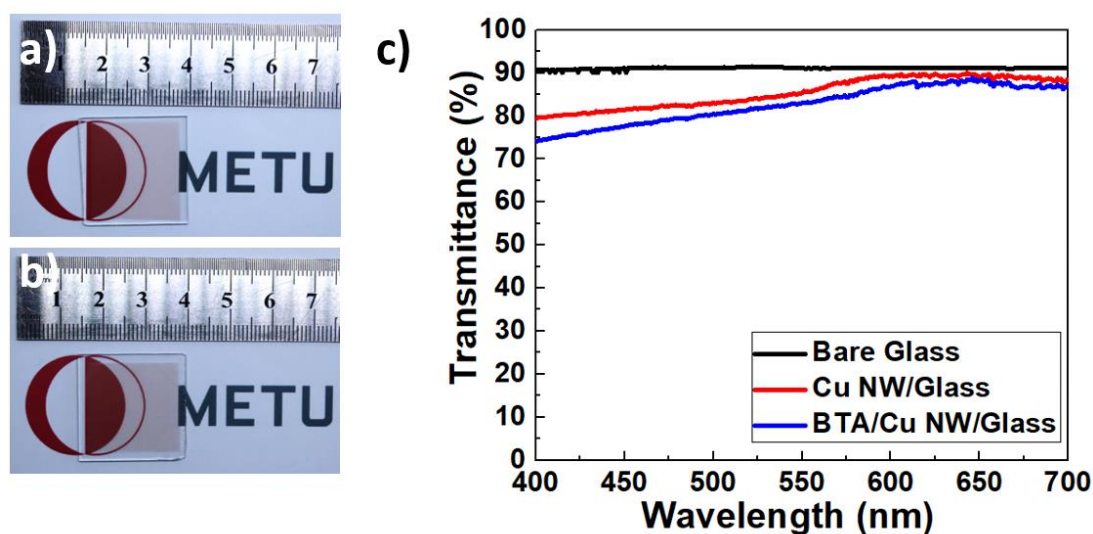 a)
1 2 3 4 5 6 7
METU
b)
mm
1 2 3 4 5 6 7
METU
c)
Transmittance (%)
100
90
80
70
60
50
40
30
20
10
0
Bare Glass
Cu NW/Glass
BTA/Cu NW/Glass
400 450 500 550 600 650 700
Wavelength (nm)